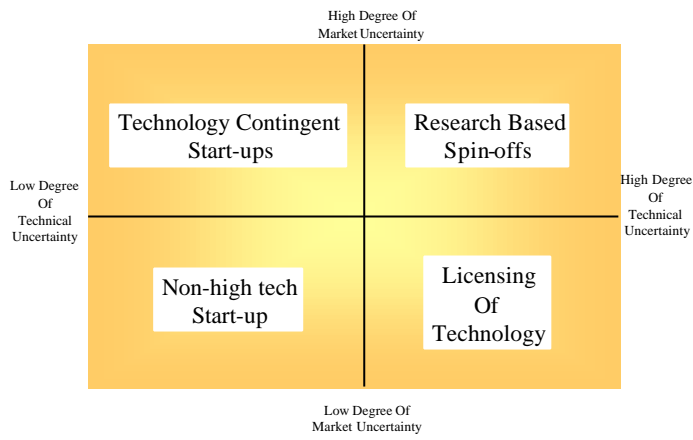 High Degree Of
Market Uncertainty
Technology Contingent
Start-ups
Research Based
Spin-offs
Low Degree
Of
Technical
Uncertainty
High Degree
Of
Technical
Uncertainty
Non-high tech
Start-up
Licensing
Of
Technology
Low Degree Of
Market Uncertainty